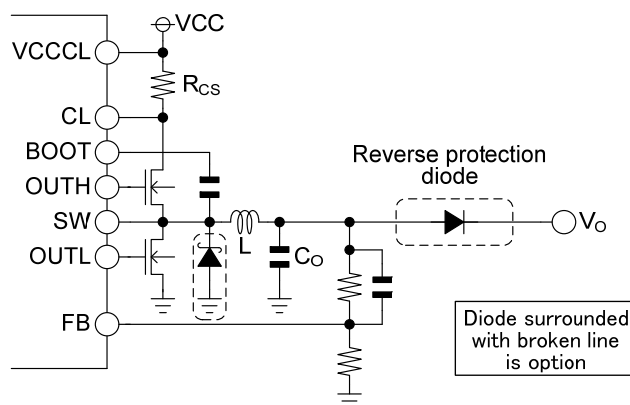 VCC
VCCCL
RCS
CL
BOOT
Reverse protection
diode
OUTH
SW
VO
L
CO
OUTL
FB
Diode surrounded
with broken line
is option